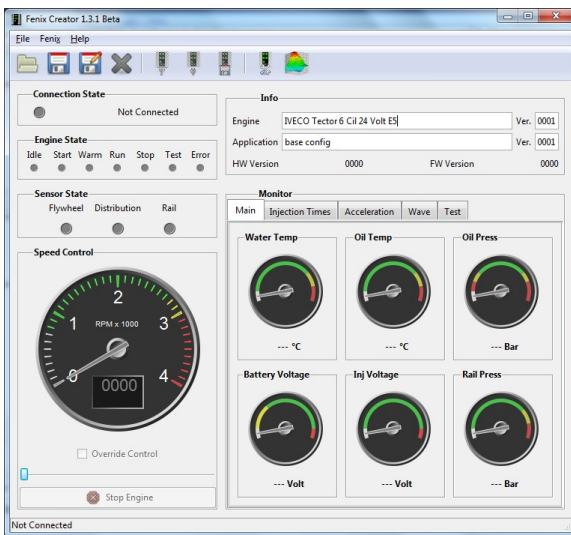 Fenix Creator 1.3.1 Beta
File Fenix Help
Connection State
Not Connected
Engine State
Idle Start Warm Run Stop Test Error
Sensor State
Flywheel Distribution Rail
Speed Control
0 1 2 3 4
RPM x 1000
0000
Override Control
Stop Engine
Info
Engine IVECO Tector 6 Cil 24 Volt E5 Ver. 0001
Application base config Ver. 0001
HW Version 0000 FW Version 0000
Monitor
Main Injection Times Acceleration Wave Test
Water Temp Oil Temp Oil Press
--- °C --- °C --- Bar
Battery Voltage Inj Voltage Rail Press
--- Volt --- Volt --- Bar
Not Connected